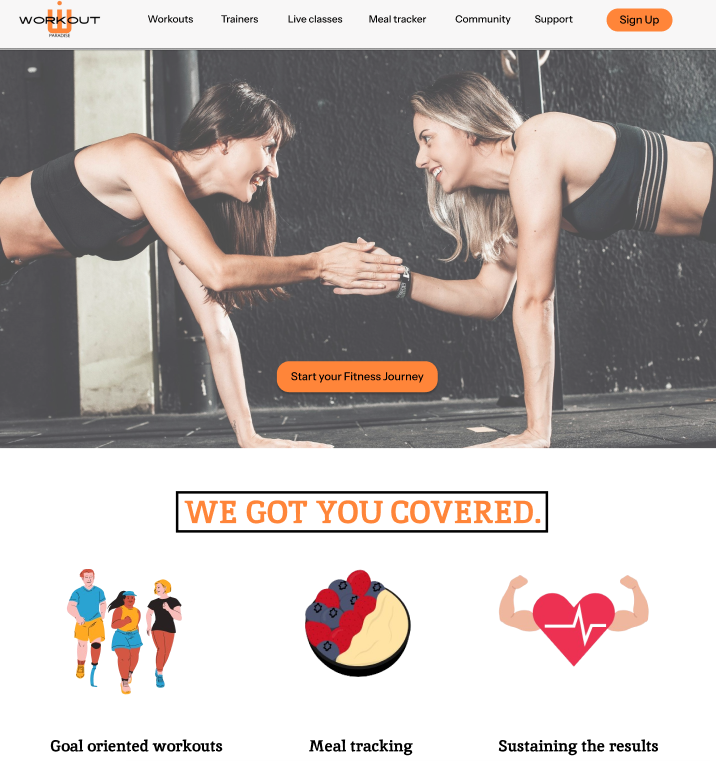 WORKOUT
PARADISE
Workouts
Trainers
Live classes
Meal tracker
Community
Support
Sign Up
Start your Fitness Journey
WE GOT YOU COVERED.
Goal oriented workouts
Meal tracking
Sustaining the results